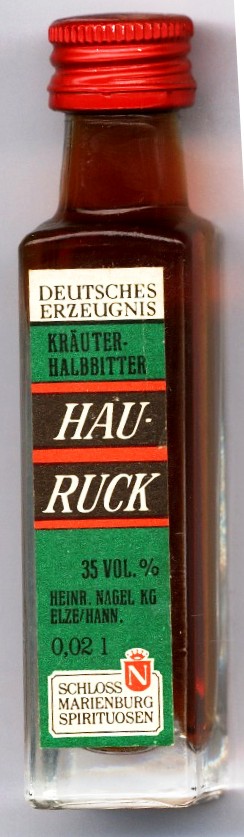 DEUTSCHES
ERZEUGNIS
KRÄUTER-
HALBBITTER
HAU-
RUCK
35 VOL. %
HEINR. NAGEL KG
ELZE/HANN.
0,02 l
N
SCHLOSS
MARIENBURG
SPIRITUOSEN